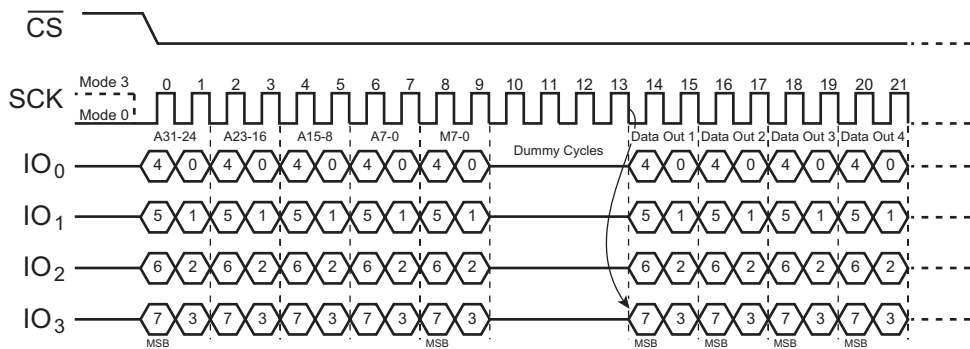 CS
Mode 3
SCK
Mode 0
0 1 2 3 4 5 6 7 8 9 10 11 12 13 14 15 16 17 18 19 20 21
A31-24 A23-16 A15-8 A7-0 M7-0 Data Out 1 Data Out 2 Data Out 3 Data Out 4
Dummy Cycles
IO0 4 0 4 0 4 0 4 0 4 0 4 0 4 0 4 0 4 0
IO1 5 1 5 1 5 1 5 1 5 1 5 1 5 1 5 1 5 1
IO2 6 2 6 2 6 2 6 2 6 2 6 2 6 2 6 2 6 2
IO3 7 3 7 3 7 3 7 3 7 3 7 3 7 3 7 3 7 3
MSB MSB MSB MSB MSB MSB